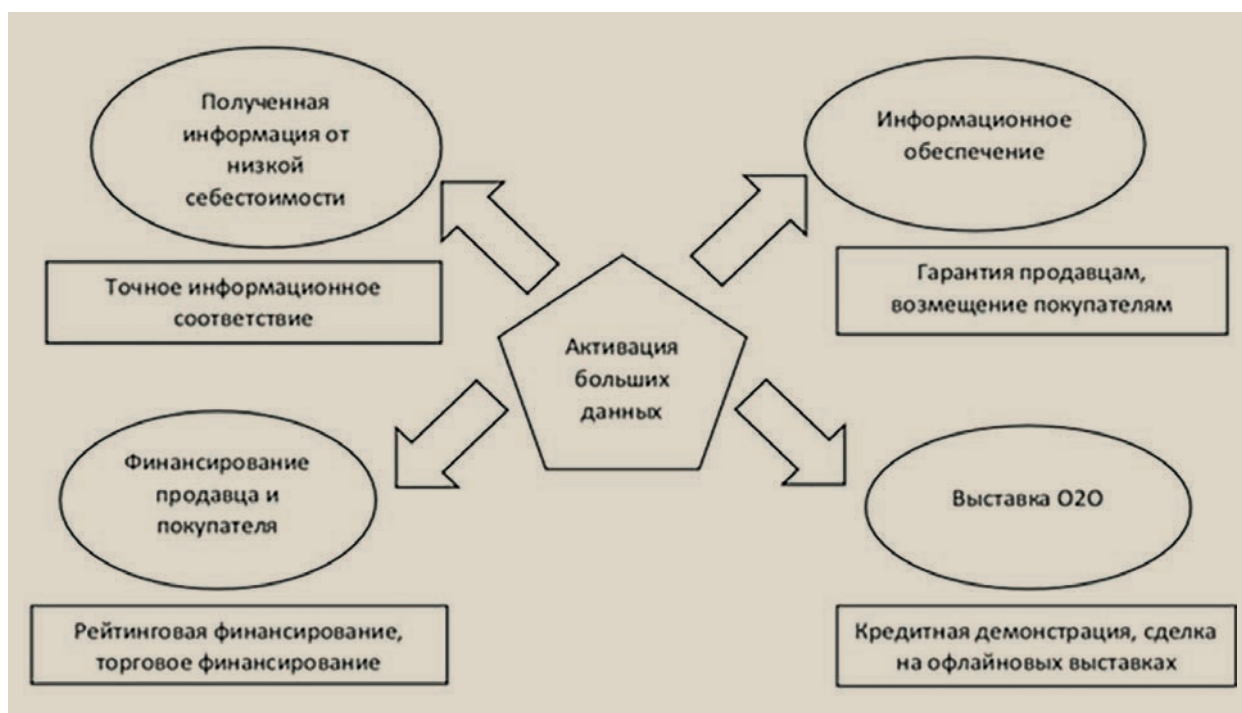 Полученная
информация от
низкой
себестоимости
Точное информационное
соответствие
Информационное
обеспечение
Гарантия продавцам,
возмещение покупателям
Активация
больших
данных
Финансирование
продавца и
покупателя
Рейтинговая финансирование,
торговое финансирование
Выставка О2О
Кредитная демонстрация, сделка
на офлайновых выставках